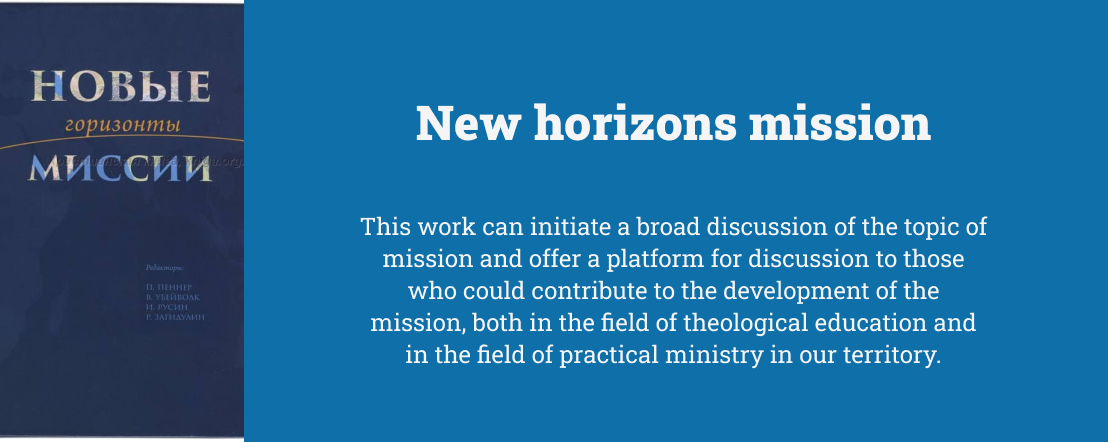 НОВЫЕ
горизонты
МИССИИ
Редакторы:
П. ПЕННЕР
В. УБЕЙВОЛК
И. РУСИН
Р. ЗАГИДУЛИН
New horizons mission
This work can initiate a broad discussion of the topic of
mission and offer a platform for discussion to those
who could contribute to the development of the
mission, both in the field of theological education and
in the field of practical ministry in our territory.